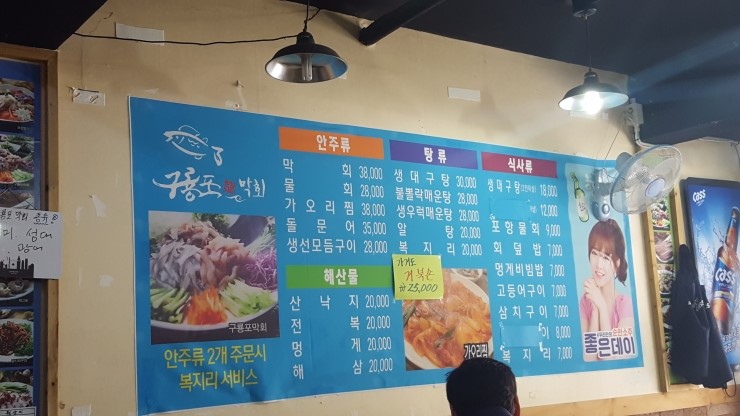 구룡포 막회
구룡포막회
안주류 2개 주문시
복지리 서비스
안주류
막 회 38,000
물 회 28,000
가오리찜 38,000
돌문어 35,000
생선모듬구이 28,000
해산물
산낙지 20,000
전 복 20,000
멍 게 20,000
해 삼 20,000
탕류
생대구탕 30,000
불뽈락매운탕 28,000
생우럭매운탕 28,000
알 탕 20,000
복지리 20,000
가오리찜
식사류
생대구탕 18,000
12,000
포항물회 9,000
회덮밥 7,000
멍게비빔밥 7,000
고등어구이 7,000
삼치구이 7,000
이 8,000
복지리 7,000
좋은데이
cass
cass